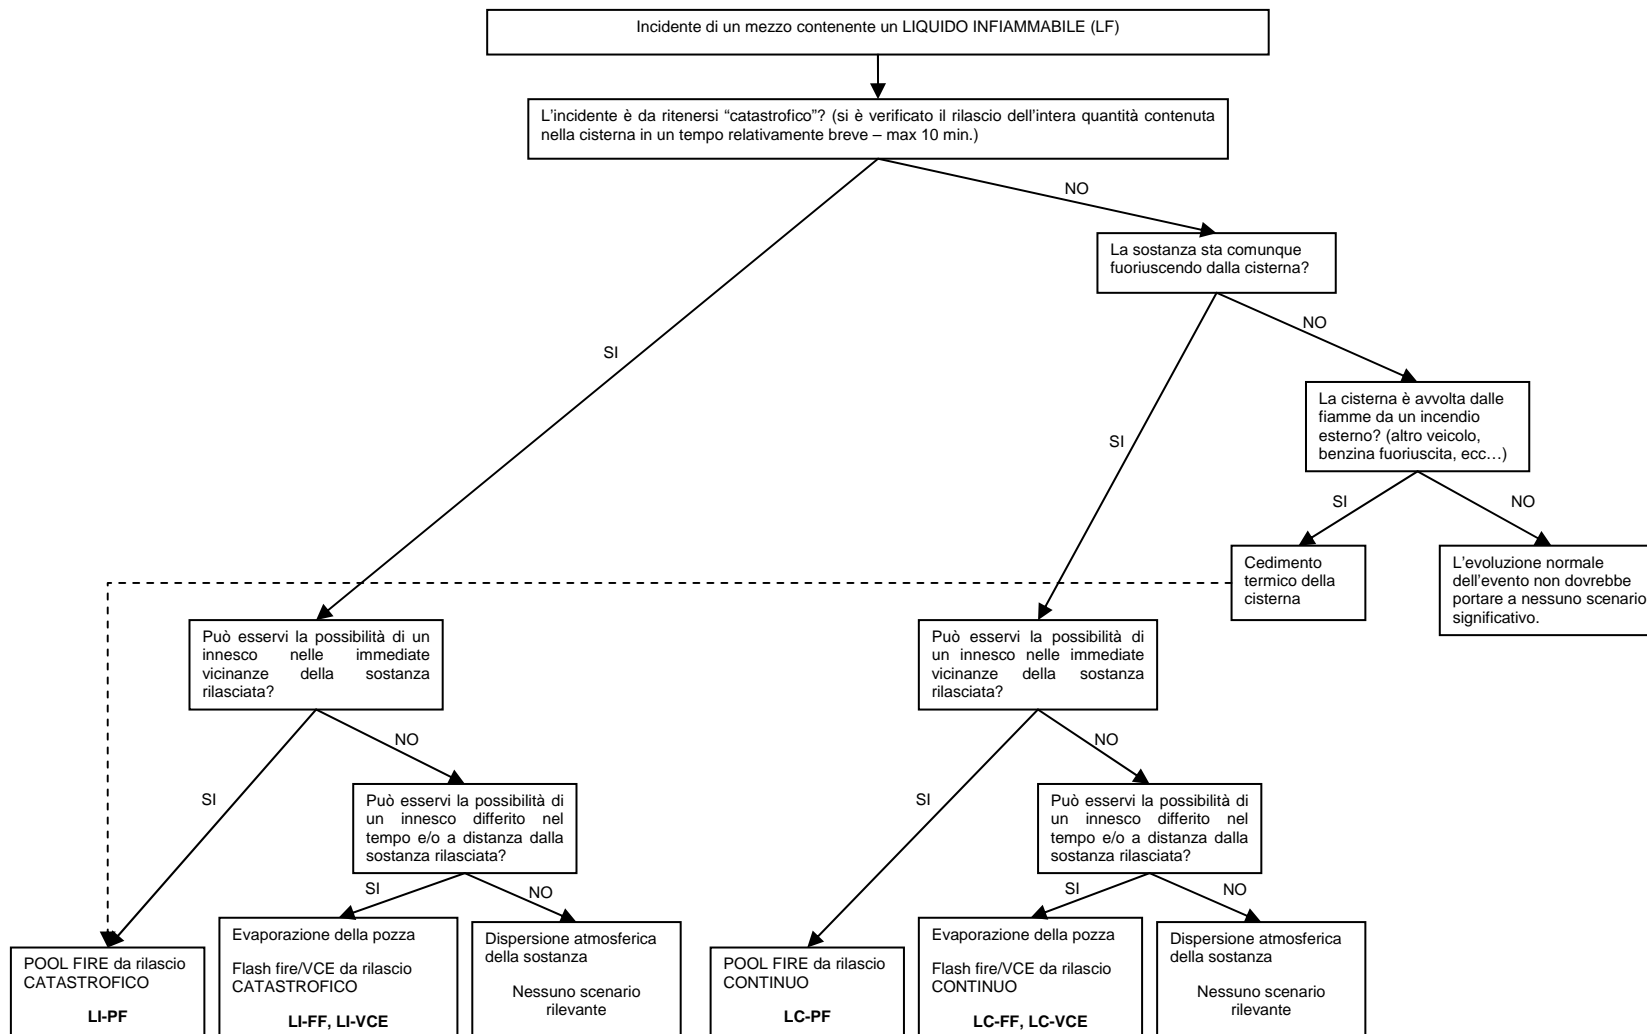 Incidente di un mezzo contenente un LIQUIDO INFIAMMABILE (LF)
L'incidente è da ritenersi “catastrofico”? (si è verificato il rilascio dell'intera quantità contenuta
nella cisterna in un tempo relativamente breve – max 10 min.)
NO
La sostanza sta comunque
fuoriuscendo dalla cisterna?
SI
NO
La cisterna è avvolta dalle
fiamme da un incendio
esterno? (altro veicolo,
benzina fuoriuscita, ecc…)
SI
SI
NO
Cedimento
termico della
cisterna
L'evoluzione normale
dell'evento non dovrebbe
portare a nessuno scenario
significativo.
Può esservi la possibilità di un
innesco nelle immediate
vicinanze della sostanza
rilasciata?
Può esservi la possibilità di
un innesco nelle immediate
vicinanze della sostanza
rilasciata?
NO
NO
SI
SI
Può esservi la possibilità di
un innesco differito nel
tempo e/o a distanza dalla
sostanza rilasciata?
Può esservi la possibilità di
un innesco differito nel
tempo e/o a distanza dalla
sostanza rilasciata?
SI
NO
SI
NO
POOL FIRE da rilascio
CATASTROFICO
LI-PF
Evaporazione della pozza
Flash fire/VCE da rilascio
CATASTROFICO
LI-FF, LI-VCE
Dispersione atmosferica
della sostanza
Nessuno scenario
rilevante
POOL FIRE da rilascio
CONTINUO
LC-PF
Evaporazione della pozza
Flash fire/VCE da rilascio
CONTINUO
LC-FF, LC-VCE
Dispersione atmosferica
della sostanza
Nessuno scenario
rilevante